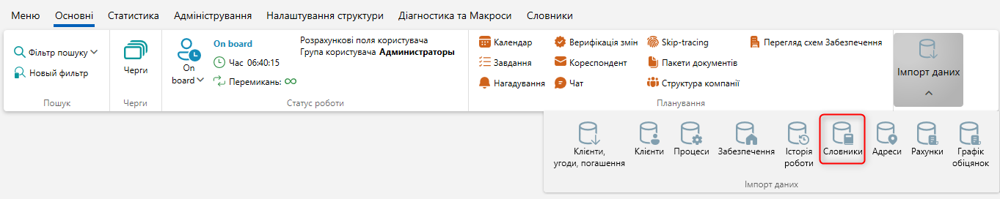 Меню Основні Статистика Адміністрування Налаштування структури Діагностика та Макроси Словники
Фільтр пошуку
Новый фильтр
Пошук
Черги
Черги
On board
On board
Час 06:40:15
Перемикань:
Розрахункові поля користувача
Група користувача Администраторы
Статус роботи
Календар
Завдання
Нагадування
Верифікація змін
Кореспондент
Чат
Skip-tracing
Пакети документів
Структура компанії
Перегляд схем Забезпечення
Планування
Імпорт даних
Клієнти,
угоди, погашення
Клієнти
Процеси
Забезпечення
Історія
роботи
Словники
Адреси
Рахунки
Графік
обіцянок
Імпорт даних